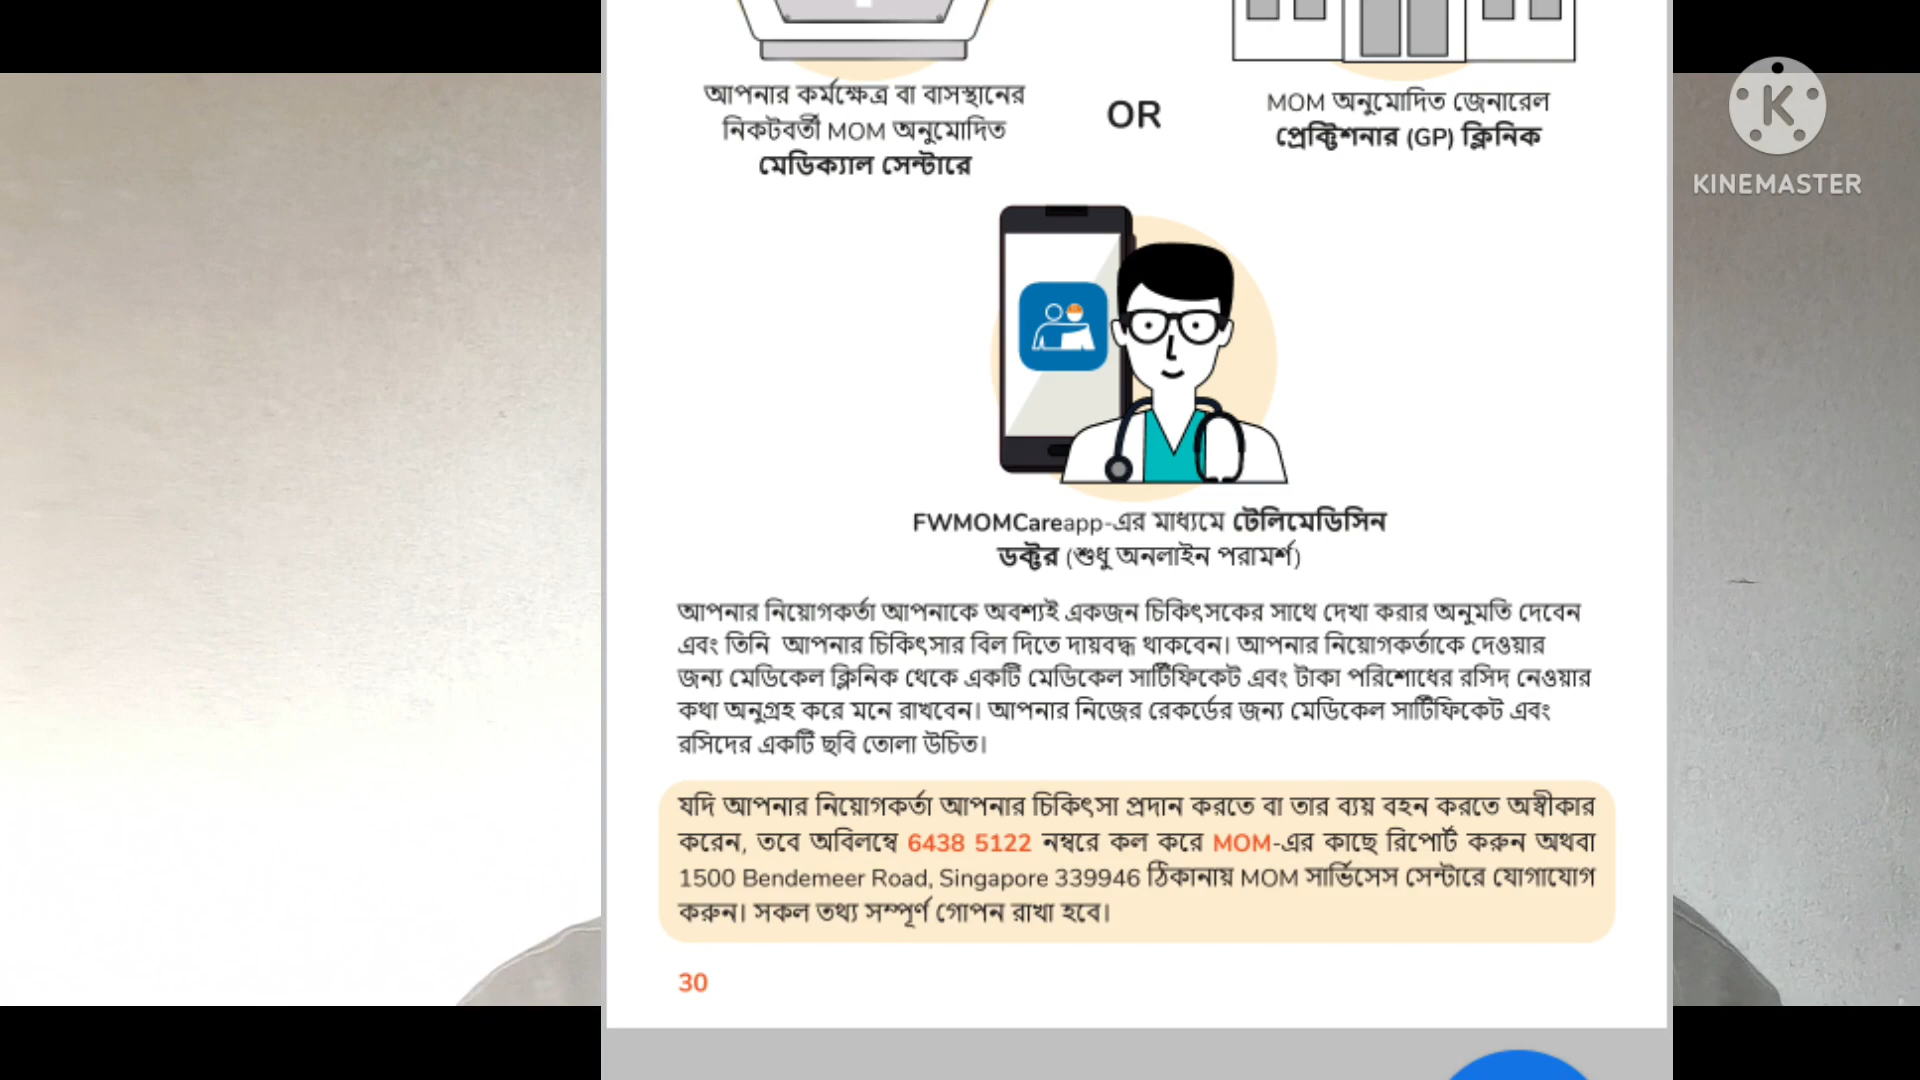 আপনার কর্মক্ষেত্র বা বাসস্থানের
নিকটবর্তী MOM অনুমোদিত
মেডিক্যাল সেন্টারে
OR
MOM অনুমোদিত জেনারেল
প্রেক্টিশনার (GP) ক্লিনিক
KINEMASTER
FWMOMCareapp-এর মাধ্যমে টেলিমেডিসিন
ডক্টর (শুধু অনলাইন পরামর্শ)
আপনার নিয়োগকর্তা আপনাকে অবশ্যই একজন চিকিৎসকের সাথে দেখা করার অনুমতি দেবেন
এবং তিনি আপনার চিকিৎসার বিল দিতে দায়বদ্ধ থাকবেন। আপনার নিয়োগকর্তাকে দেওয়ার
জন্য মেডিকেল ক্লিনিক থেকে একটি মেডিকেল সার্টিফিকেট এবং টাকা পরিশোধের রসিদ নেওয়ার
কথা অনুগ্রহ করে মনে রাখবেন। আপনার নিজের রেকর্ডের জন্য মেডিকেল সার্টিফিকেট এবং
রসিদের একটি ছবি তোলা উচিত।
যদি আপনার নিয়োগকর্তা আপনার চিকিৎসা প্রদান করতে বা তার ব্যয় বহন করতে অস্বীকার
করেন, তবে অবিলম্বে 6438 5122 নম্বরে কল করে MOM-এর কাছে রিপোর্ট করুন অথবা
1500 Bendemeer Road, Singapore 339946 ঠিকানায় MOM সার্ভিসেস সেন্টারে যোগাযোগ
করুন। সকল তথ্য সম্পূর্ণ গোপন রাখা হবে।
30